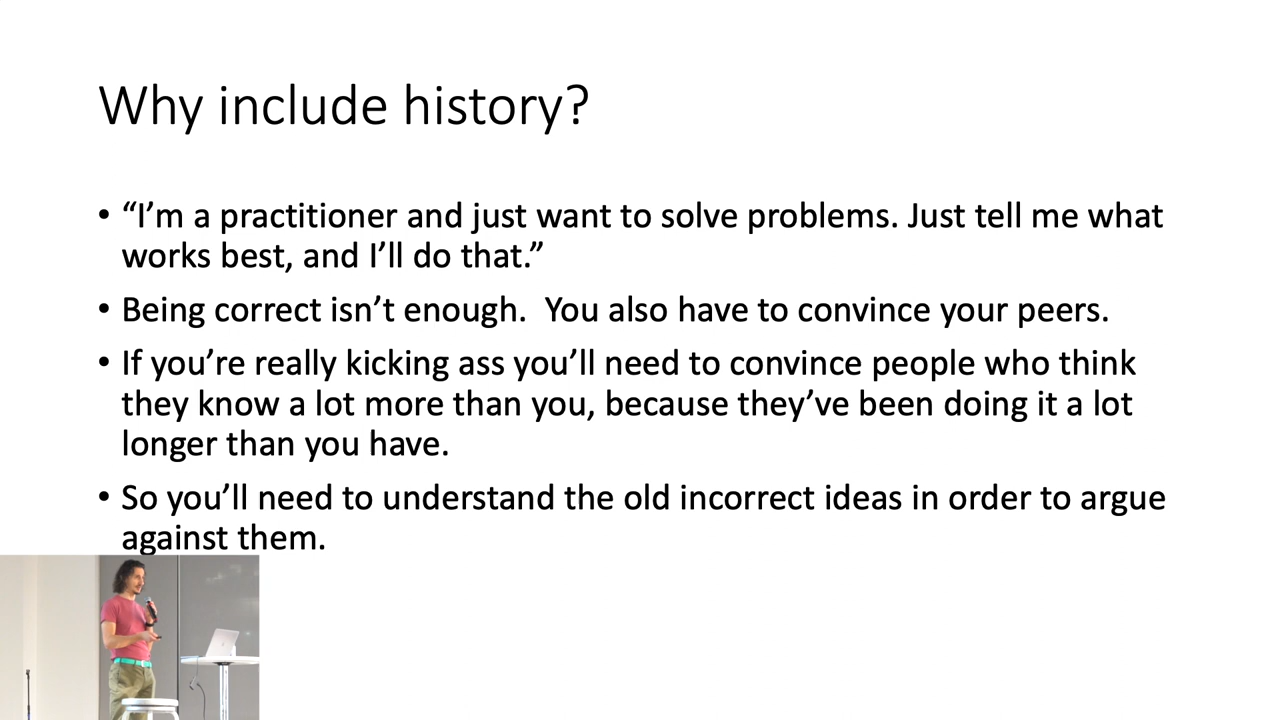 Why include history?
• “I’m a practitioner and just want to solve problems. Just tell me what
works best, and I’ll do that.”
• Being correct isn’t enough.  You also have to convince your peers.
• If you’re really kicking ass you’ll need to convince people who think
they know a lot more than you, because they’ve been doing it a lot
longer than you have.
• So you’ll need to understand the old incorrect ideas in order to argue
against them.